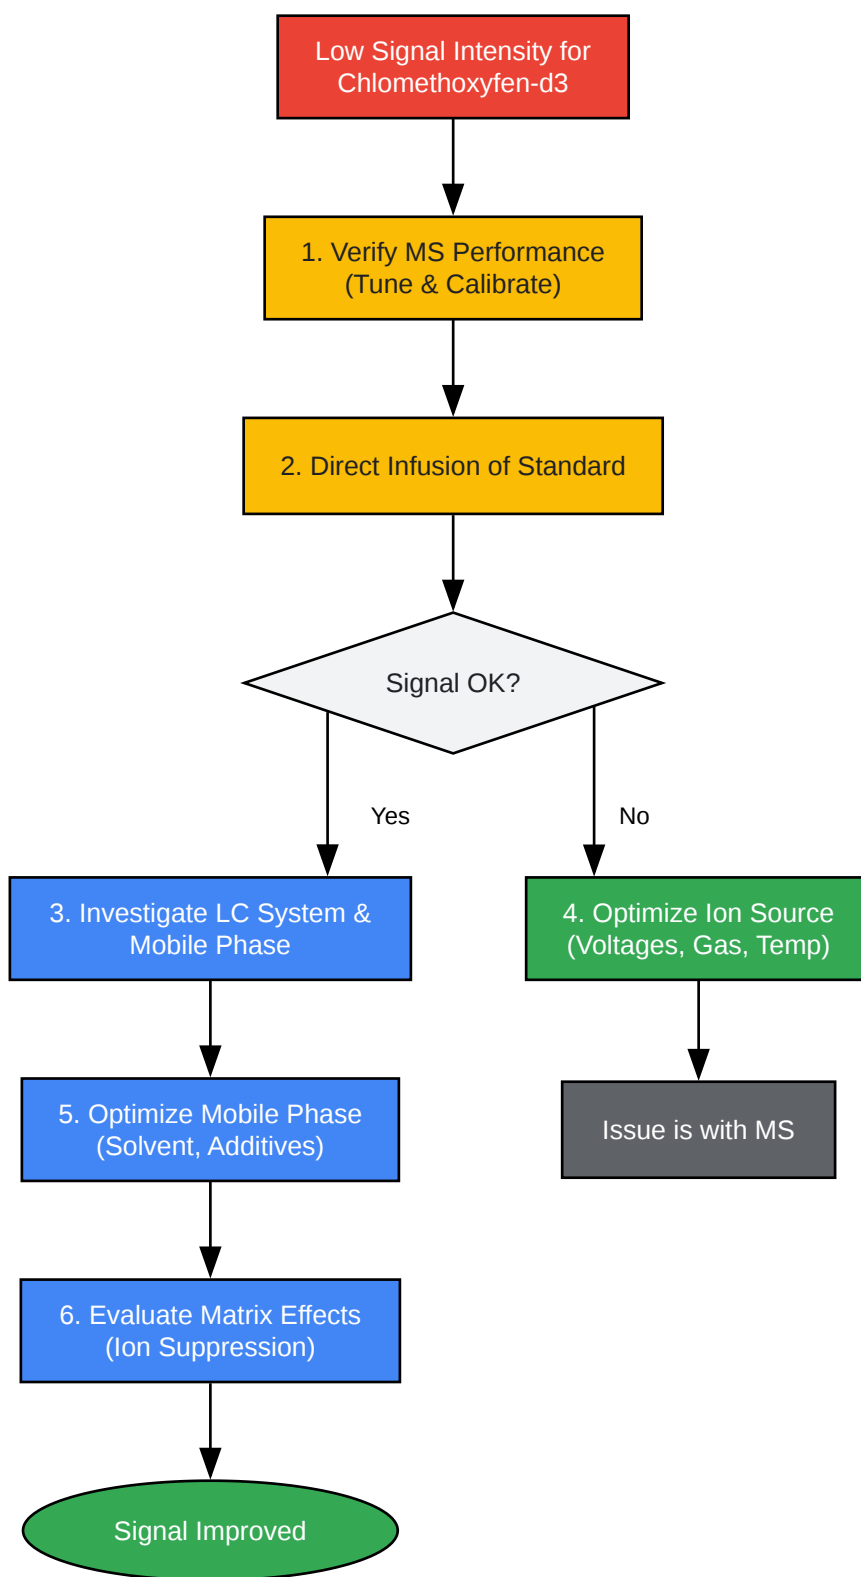 Low Signal Intensity for
Chlomethoxyfen-d3
1. Verify MS Performance
(Tune & Calibrate)
2. Direct Infusion of Standard
Signal OK?
Yes
No
3. Investigate LC System &
Mobile Phase
4. Optimize Ion Source
(Voltages, Gas, Temp)
5. Optimize Mobile Phase
(Solvent, Additives)
Issue is with MS
6. Evaluate Matrix Effects
(Ion Suppression)
Signal Improved